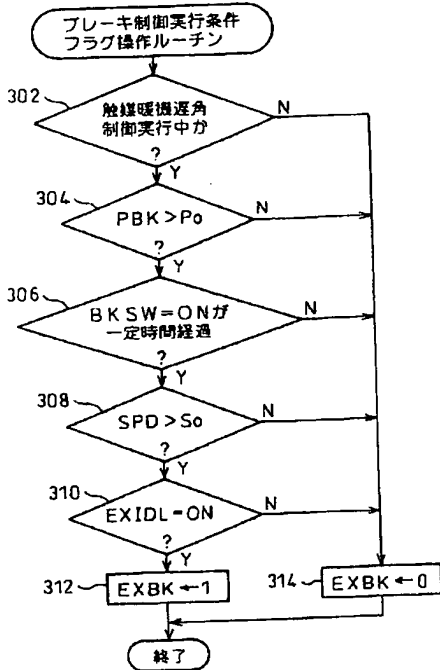 ブレーキ制御実行条件
フラグ操作ルーチン
302
触媒暖機遅角
制御実行中か
?
N
Y
304
PBK>Po
?
N
Y
306
BKSW=ONが
一定時間経過
?
N
Y
308
SPD>So
?
N
Y
310
EXIDL=ON
?
N
Y
312
EXBK←1
314
EXBK←0
終了